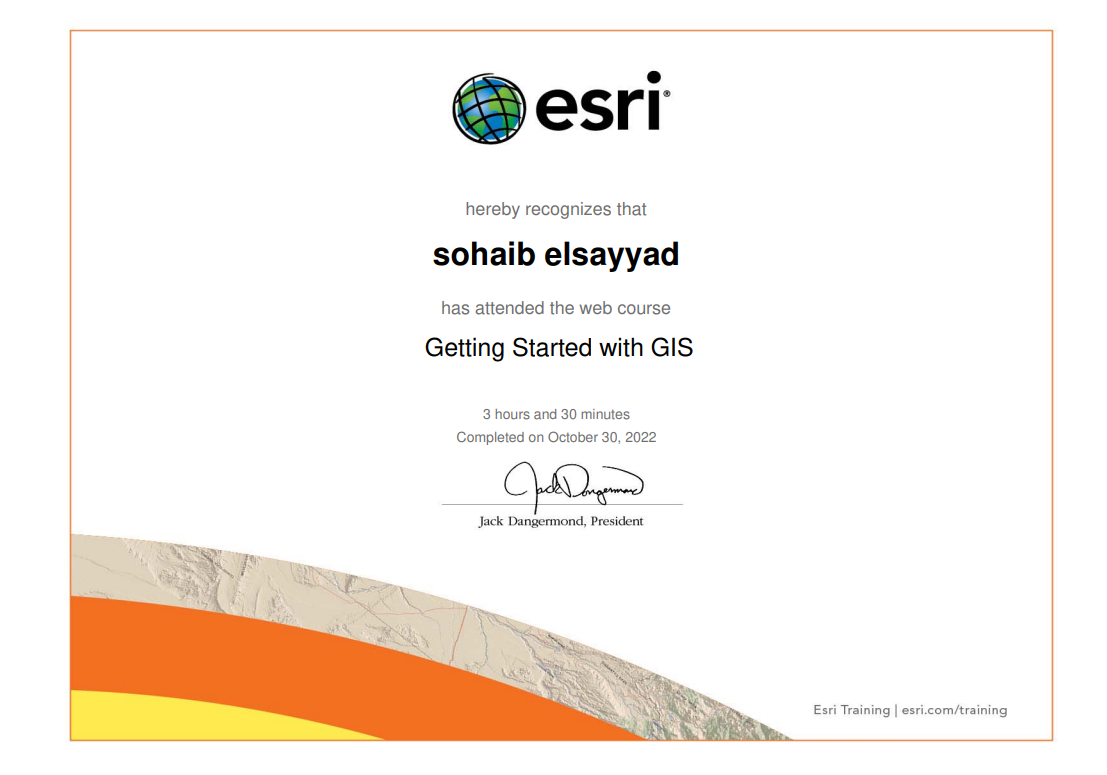 esri®
hereby recognizes that
sohaib elsayyad
has attended the web course
Getting Started with GIS
3 hours and 30 minutes
Completed on October 30, 2022
Jack Dangermond
Jack Dangermond, President
Esri Training | esri.com/training